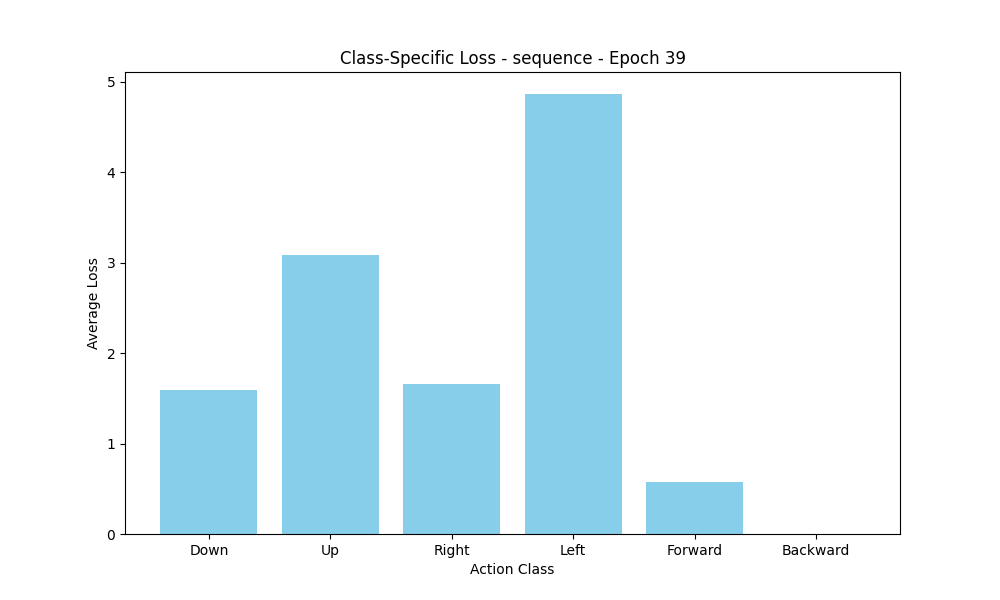 Class-Specific Loss - sequence - Epoch 39
5
4
3
2
1
0
Average Loss
Down Up Right Left Forward Backward
Action Class